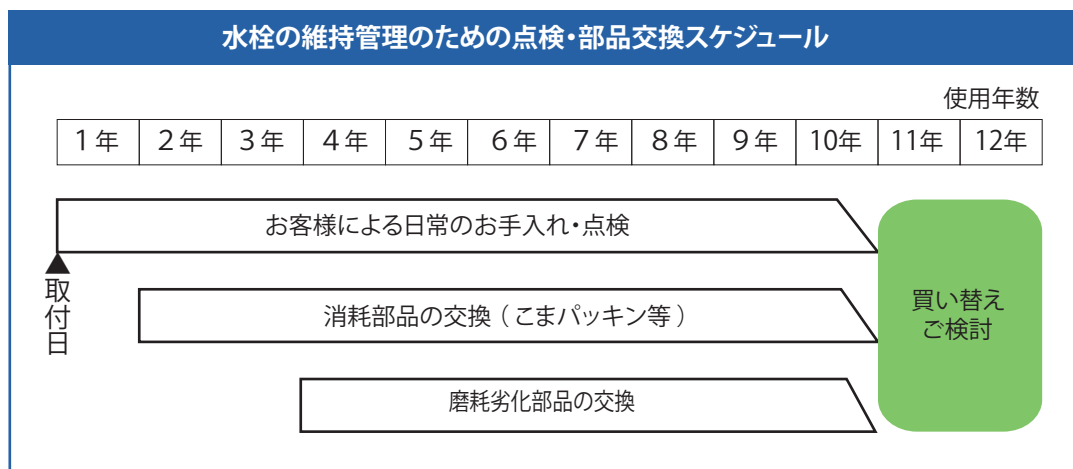 水栓の維持管理のための点検・部品交換スケジュール
使用年数
1年 2年 3年 4年 5年 6年 7年 8年 9年 10年 11年 12年
お客様による日常のお手入れ・点検
取付日
消耗部品の交換(こまパッキン等)
買い替え
ご検討
磨耗劣化部品の交換